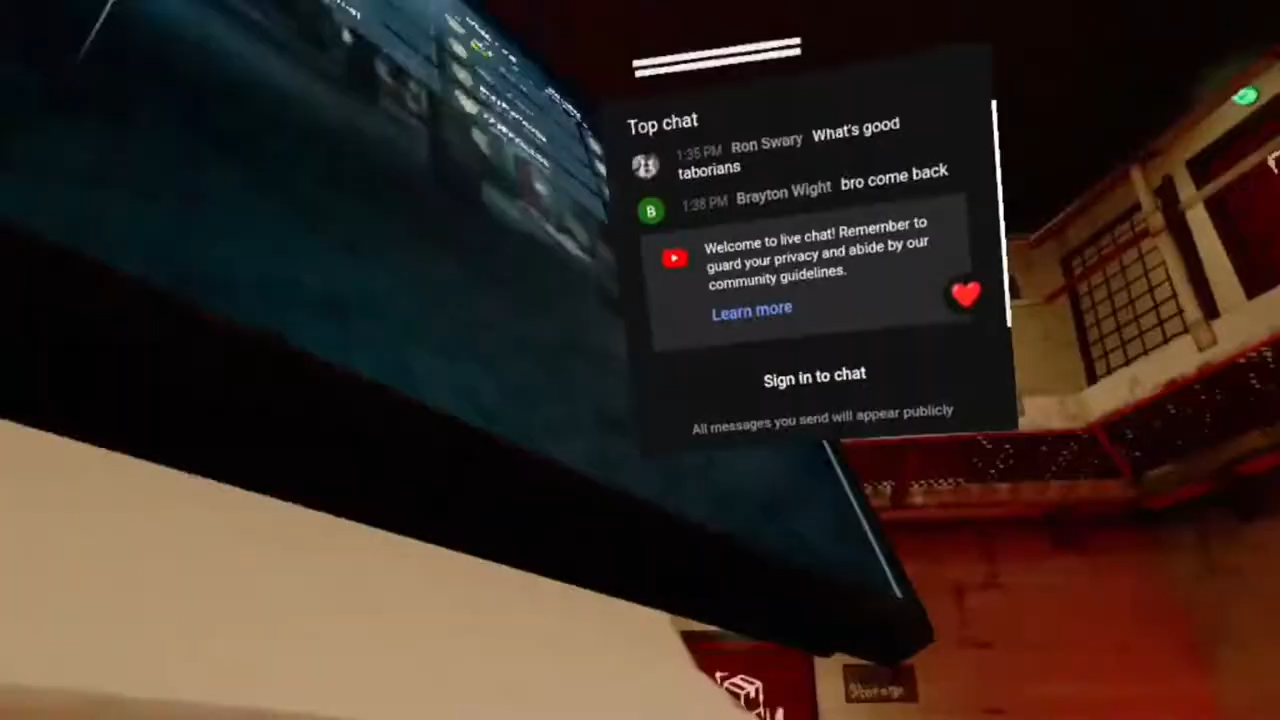 Top chat
1:35 PM Ron Swary What's good
taborians
B 1:38 PM Brayton Wight bro come back
Welcome to live chat! Remember to
guard your privacy and abide by our
community guidelines.
Learn more
Sign in to chat
All messages you send will appear publicly
Storage